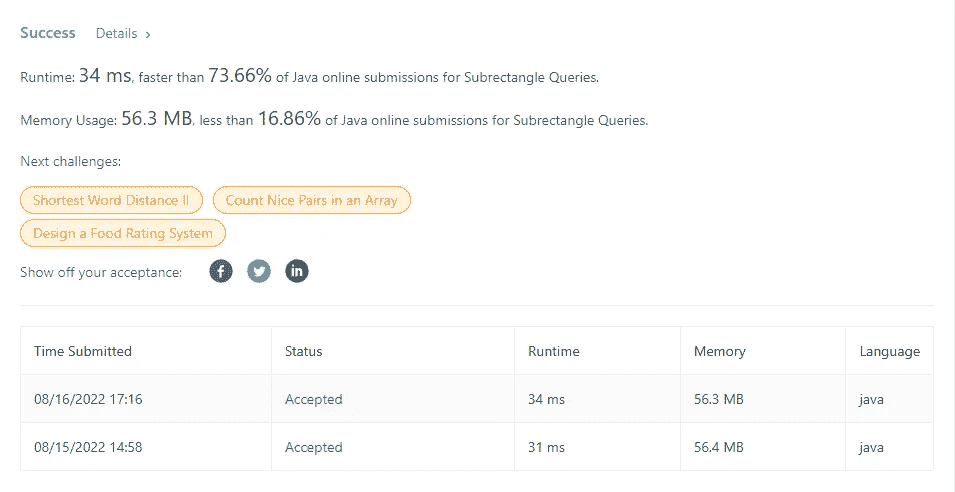 Success Details >
Runtime: 34 ms, faster than 73.66% of Java online submissions for Subrectangle Queries.
Memory Usage: 56.3 MB, less than 16.86% of Java online submissions for Subrectangle Queries.
Next challenges:
Shortest Word Distance II Count Nice Pairs in an Array
Design a Food Rating System
Show off your acceptance: f in
Time Submitted Status Runtime Memory Language
08/16/2022 17:16 Accepted 34 ms 56.3 MB java
08/15/2022 14:58 Accepted 31 ms 56.4 MB java